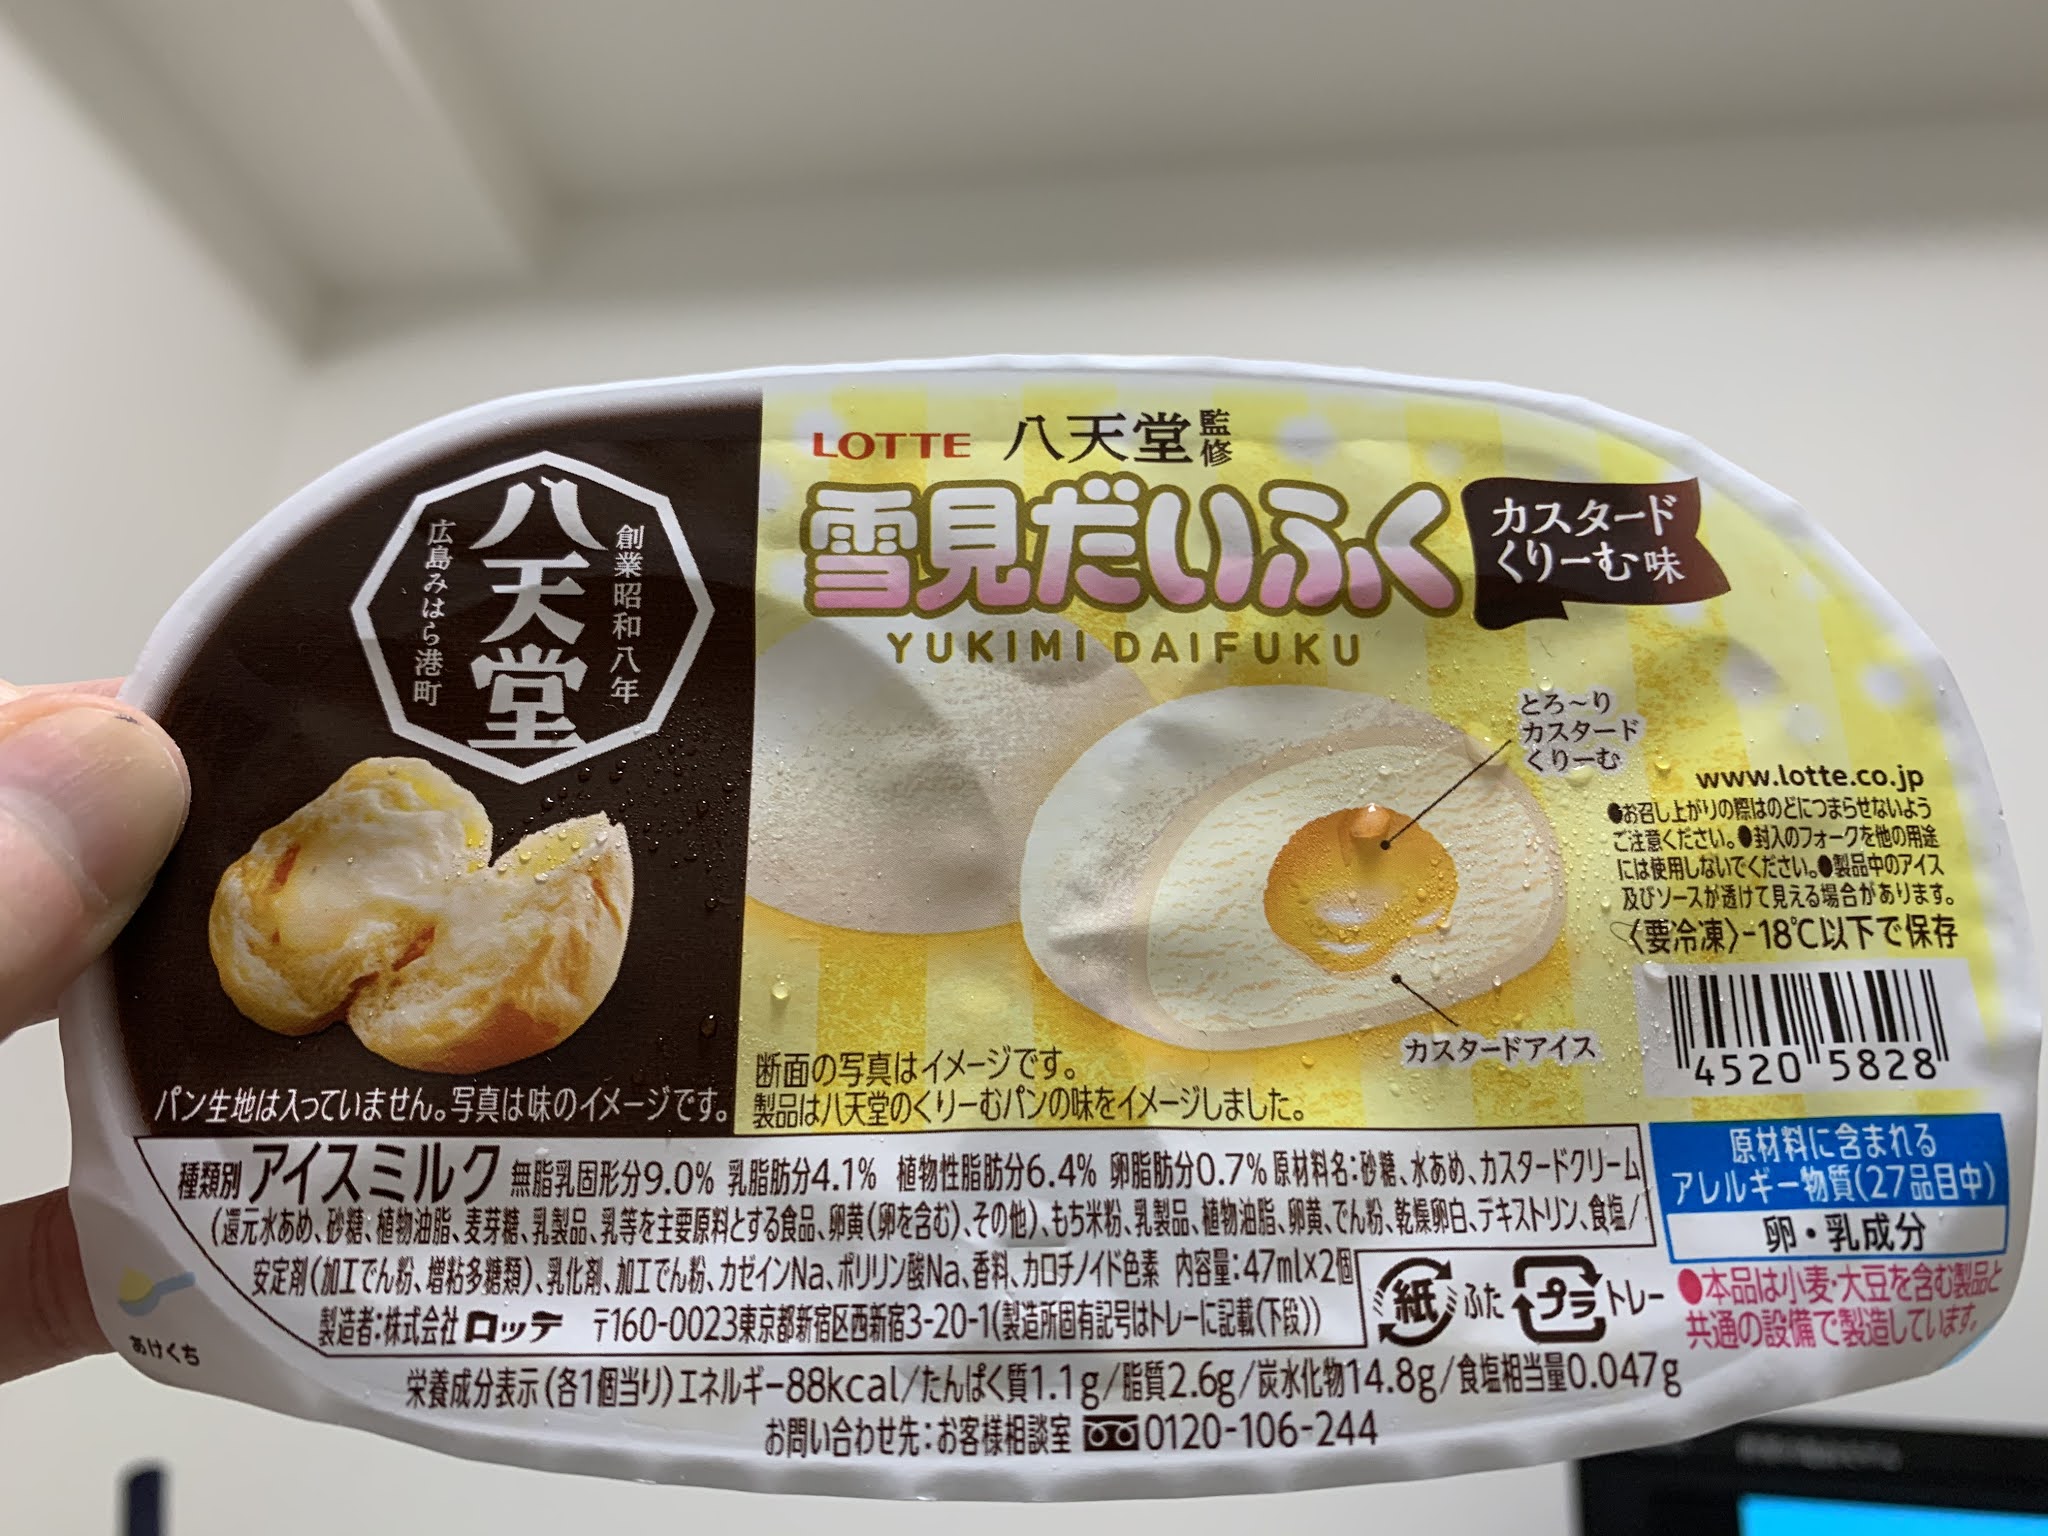 八天堂
創業昭和八年
広島みはら港町
パン生地は入っていません。写真は味のイメージです。
LOTTE 八天堂監修
雪見だいふく
YUKIMI DAIFUKU
カスタード
くりーむ味
とろ〜り
カスタード
くりーむ
カスタードアイス
断面の写真はイメージです。
製品は八天堂のくりーむパンの味をイメージしました。
www.lotte.co.jp
●お召し上がりの際はのどにつまらせないよう
ご注意ください。●封入のフォークを他の用途
には使用しないでください。●製品中のアイス
及びソースが透けて見える場合があります。
〈要冷凍〉-18℃以下で保存
4520 5828
種類別 アイスミルク 無脂乳固形分9.0% 乳脂肪分4.1% 植物性脂肪分6.4% 卵脂肪分0.7% 原材料名：砂糖、水あめ、カスタードクリーム
(還元水あめ、砂糖、植物油脂、麦芽糖、乳製品、乳等を主要原料とする食品、卵黄(卵を含む)、その他)、もち米粉、乳製品、植物油脂、卵黄、でん粉、乾燥卵白、デキストリン、食塩/
安定剤(加工でん粉、増粘多糖類)、乳化剤、加工でん粉、カゼインNa、ポリリン酸Na、香料、カロチノイド色素 内容量：47ml×2個
製造者：株式会社ロッテ 〒160-0023東京都新宿区西新宿3-20-1(製造所固有記号はトレーに記載(下段))
紙 ふた プラ トレー
原材料に含まれる
アレルギー物質(27品目中)
卵・乳成分
●本品は小麦・大豆を含む製品と
共通の設備で製造しています。
あけくち
栄養成分表示(各1個当り)エネルギー88kcal/たんぱく質1.1g/脂質2.6g/炭水化物14.8g/食塩相当量0.047g
お問い合わせ先：お客様相談室 0120-106-244